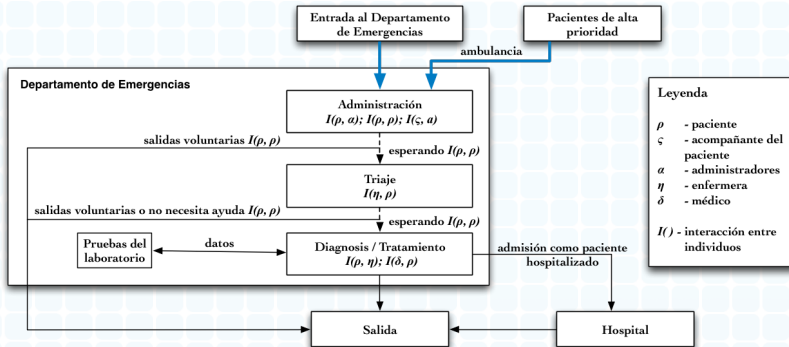 Entrada al Departamento
de Emergencias
Pacientes de alta
prioridad
ambulancia
Departamento de Emergencias
Administración
I(ρ, α); I(ρ, ρ); I(ς, a)
salidas voluntarias I(ρ, ρ)
esperando I(ρ, ρ)
Triaje
I(η, ρ)
salidas voluntarias o no necesita ayuda I(ρ, ρ)
esperando I(ρ, ρ)
Pruebas del
laboratorio
datos
Diagnosis / Tratamiento
I(ρ, η); I(δ, ρ)
admisión como paciente
hospitalizado
Salida
Hospital
Leyenda
ρ - paciente
ς - acompañante del
paciente
α - administradores
η - enfermera
δ - médico
I( ) - interacción entre
individuos